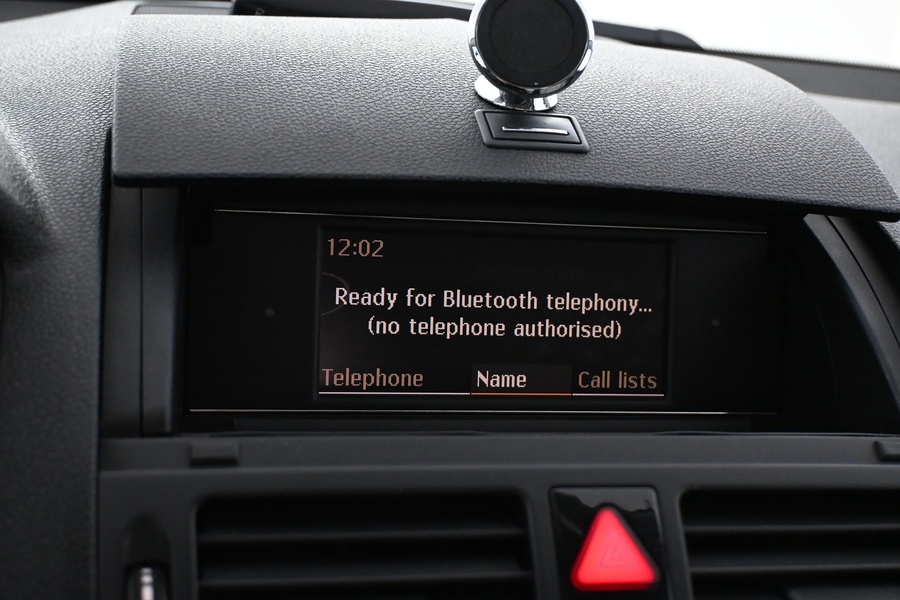 12:02
Ready for Bluetooth telephony...
(no telephone authorised)
Telephone Name Call lists